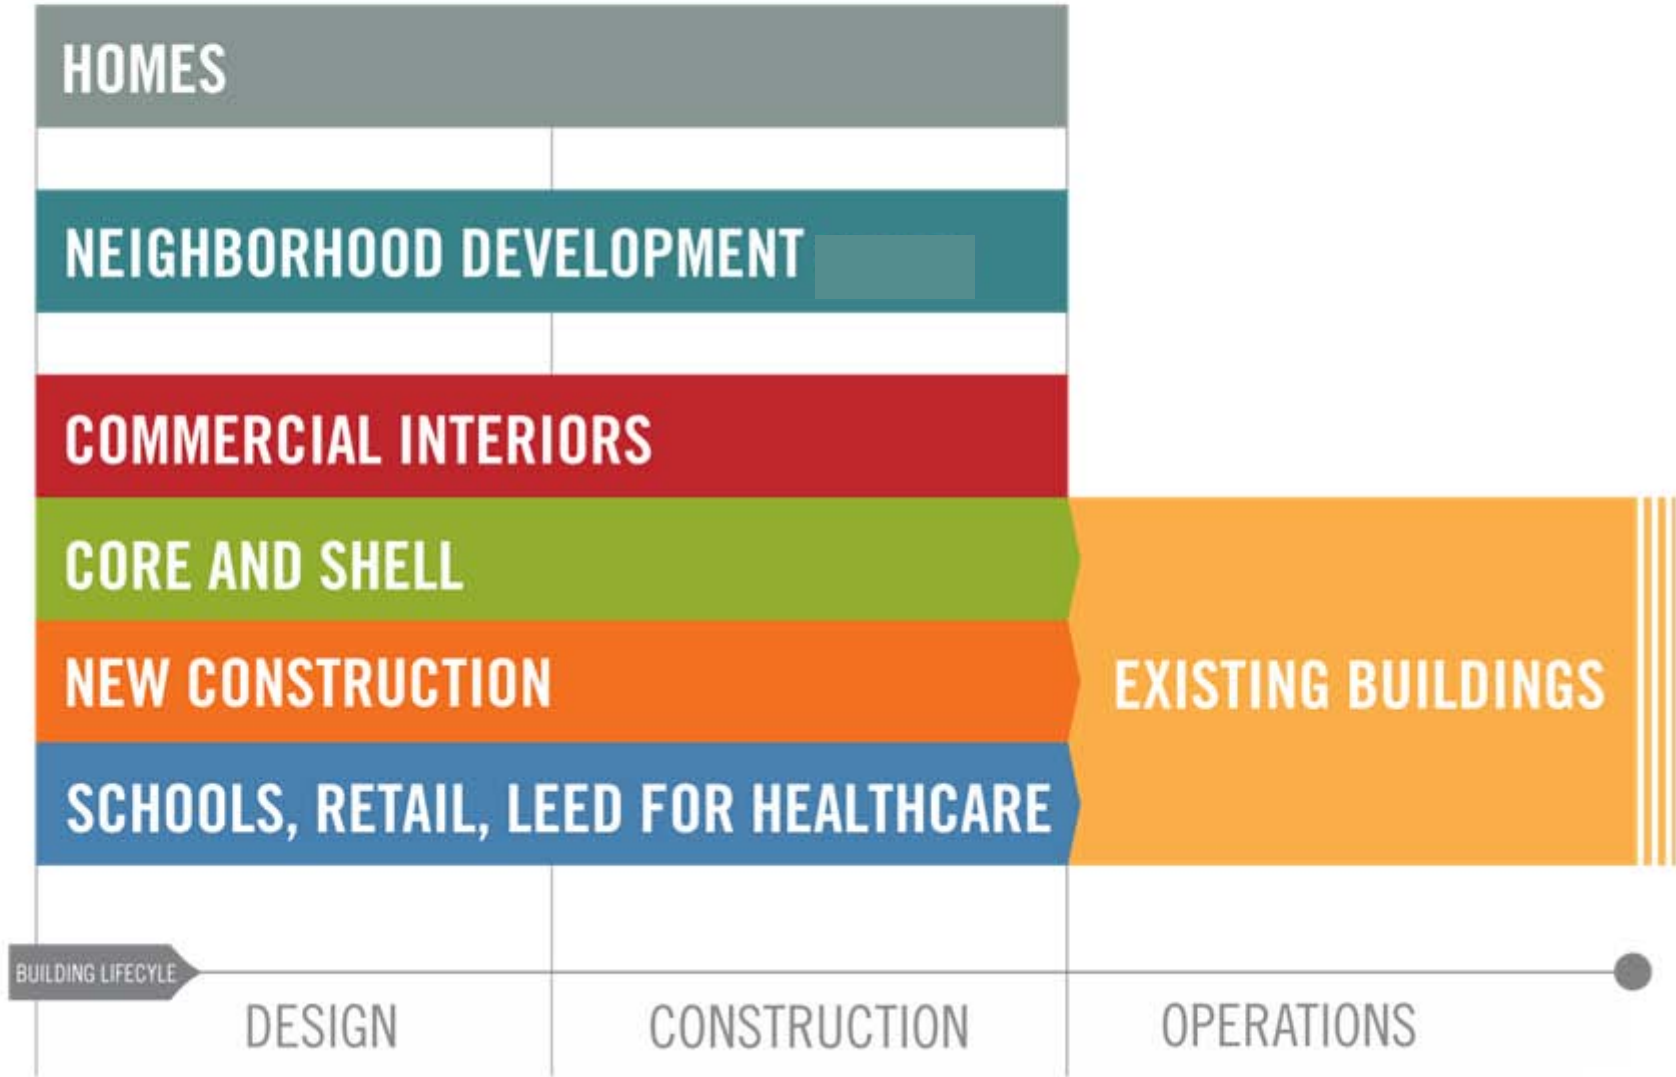 HOMES
NEIGHBORHOOD DEVELOPMENT
COMMERCIAL INTERIORS
CORE AND SHELL
NEW CONSTRUCTION
EXISTING BUILDINGS
SCHOOLS, RETAIL, LEED FOR HEALTHCARE
BUILDING LIFECYLE
DESIGN
CONSTRUCTION
OPERATIONS